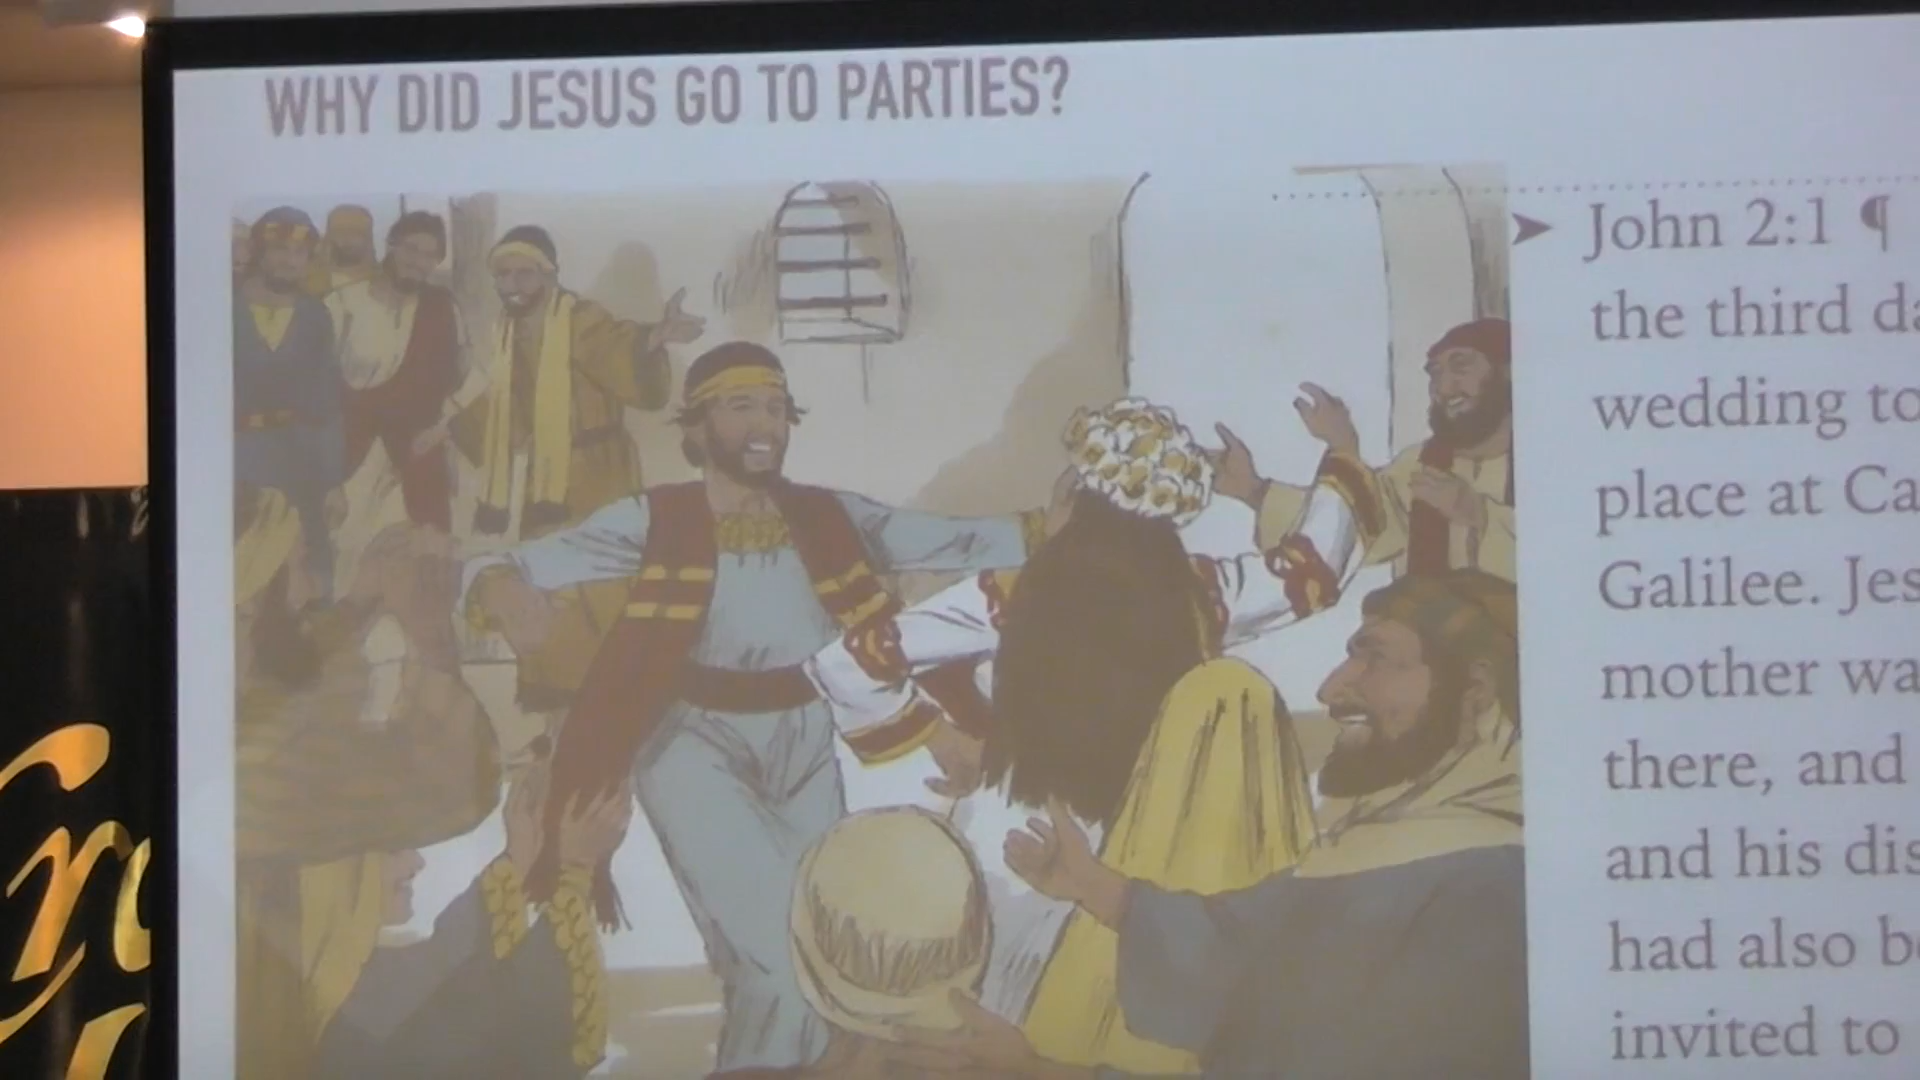 WHY DID JESUS GO TO PARTIES?
➤ John 2:1 ¶
the third
wedding to
place at
Galilee.
mother
there, and
and his
had also
invited to